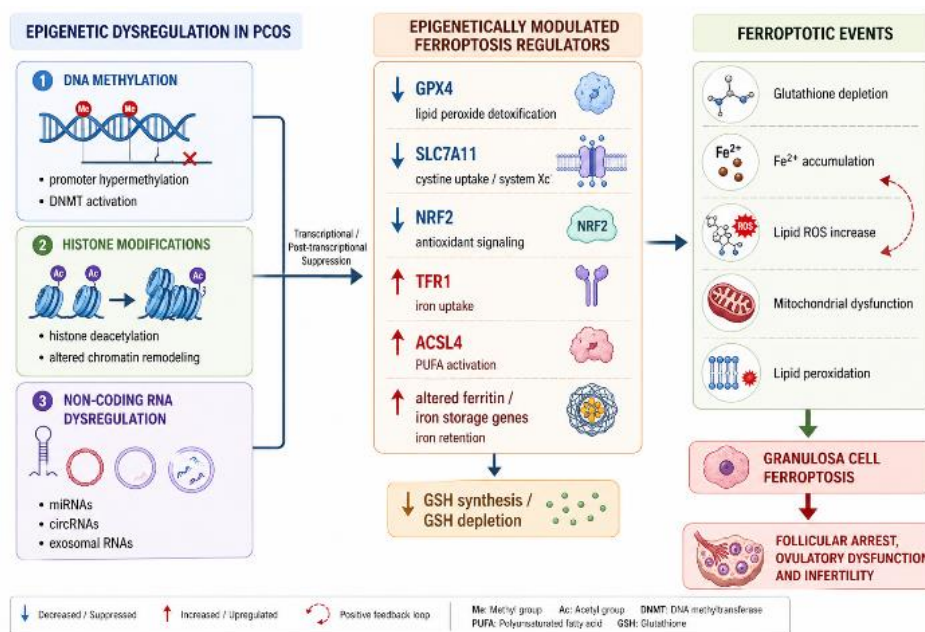 EPIGENETIC DYSREGULATION IN PCOS
1 DNA METHYLATION
Me Me
• promoter hypermethylation
• DNMT activation
2 HISTONE MODIFICATIONS
Ac Ac Ac
• histone deacetylation
• altered chromatin remodeling
3 NON-CODING RNA
DYSREGULATION
• miRNAs
• circRNAs
• exosomal RNAs
Transcriptional /
Post-transcriptional
Suppression
EPIGENETICALLY MODULATED
FERROPTOSIS REGULATORS
GPX4
lipid peroxide detoxification
SLC7A11
cystine uptake / system Xc⁻
NRF2
antioxidant signaling
NRF2
TFR1
iron uptake
ACSL4
PUFA activation
altered ferritin /
iron storage genes
iron retention
GSH synthesis /
GSH depletion
FERROPTOTIC EVENTS
Glutathione depletion
Fe²⁺
Fe²⁺ accumulation
ROS
Lipid ROS increase
Mitochondrial dysfunction
Lipid peroxidation
GRANULOSA CELL
FERROPTOSIS
FOLLICULAR ARREST,
OVULATORY DYSFUNCTION
AND INFERTILITY
Decreased / Suppressed
Increased / Upregulated
Positive feedback loop
Me: Methyl group Ac: Acetyl group DNMT: DNA methyltransferase
PUFA: Polyunsaturated fatty acid GSH: Glutathione